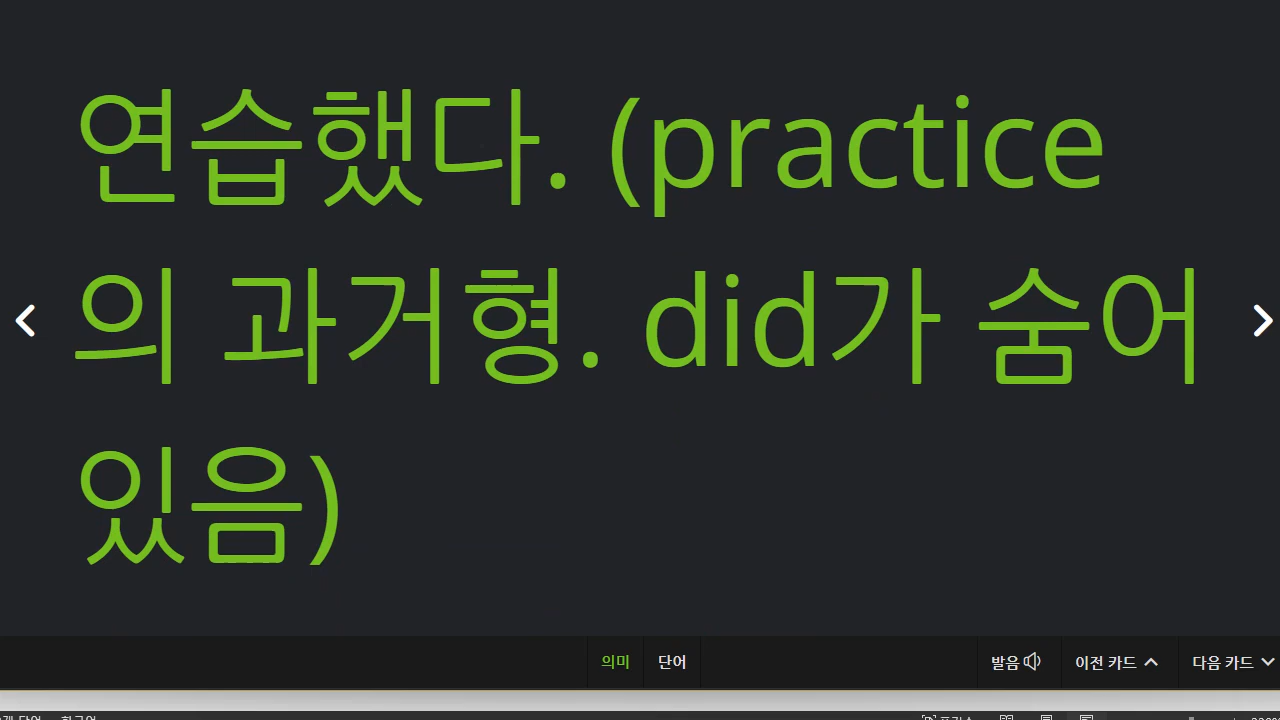 연습했다. (practice
의 과거형. did가 숨어
있음)
의미 단어 발음 이전 카드 다음 카드